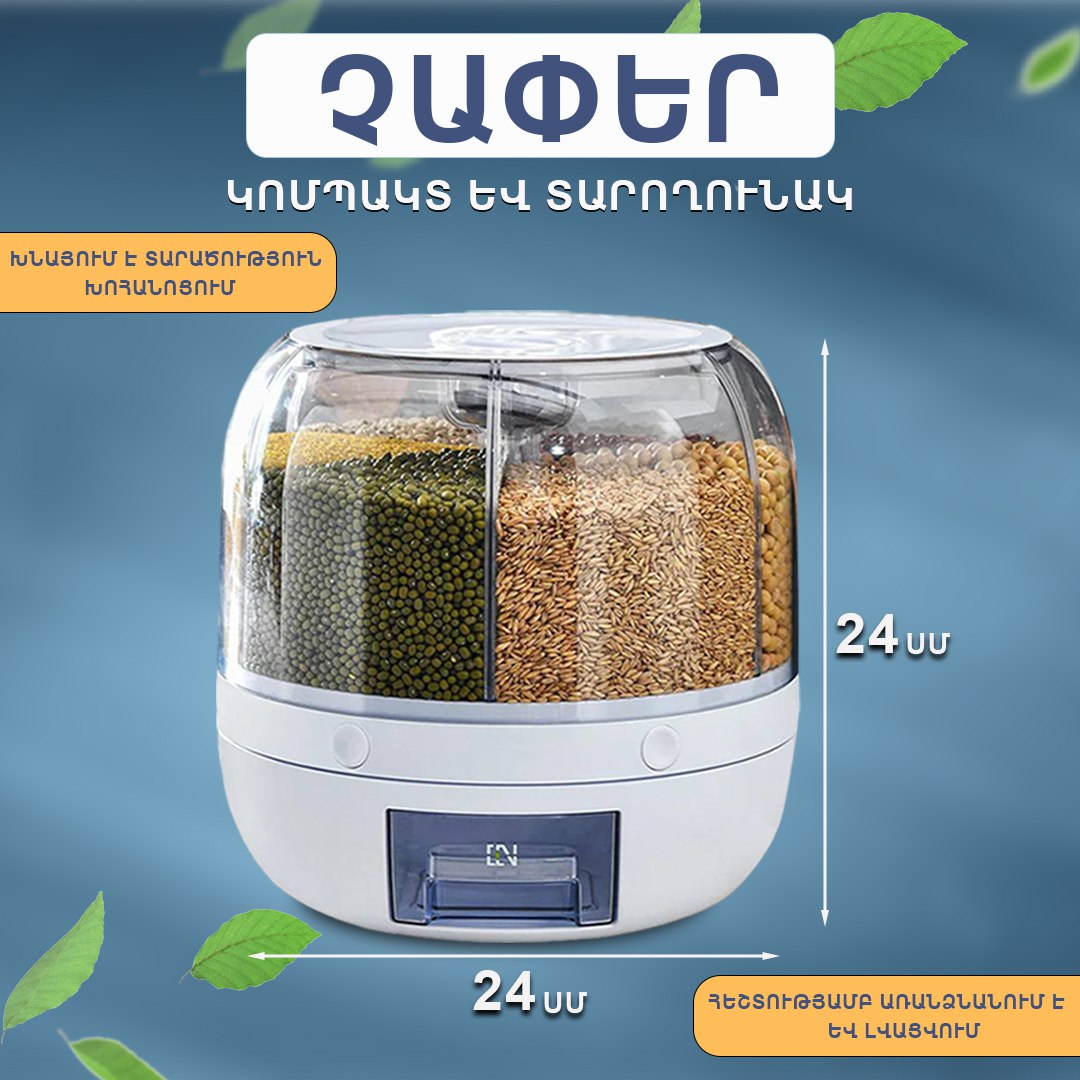 ՉԱՓԵՐ
ԿՈՄՊԱԿՏ ԵՎ ՏԱՐՈՂՈՒՆԱԿ
ԽՆԱՅՈՒՄ Է ՏԱՐԱԾՈՒԹՅՈՒՆ
ԽՈՀԱՆՈՑՈՒՄ
24 ՍՄ
24 ՍՄ
ՀԵՇՏՈՒԹՅԱՄԲ ԱՌԱՆՁՆԱՆՈՒՄ Է
ԵՎ ԼՎԱՑՎՈՒՄ